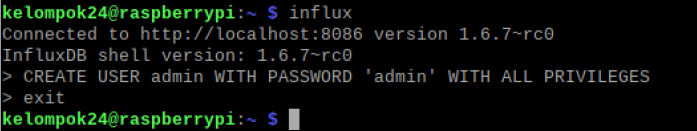 kelompok24@raspberrypi:~ $ influx
Connected to http://localhost:8086 version 1.6.7~rc0
InfluxDB shell version: 1.6.7~rc0
> CREATE USER admin WITH PASSWORD 'admin' WITH ALL PRIVILEGES
> exit
kelompok24@raspberrypi:~ $